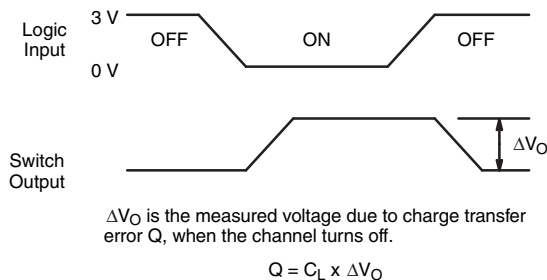 Logic
Input
3 V
0 V
OFF
ON
OFF
Switch
Output
ΔVO
ΔVO is the measured voltage due to charge transfer
error Q, when the channel turns off.
Q = CL x ΔVO